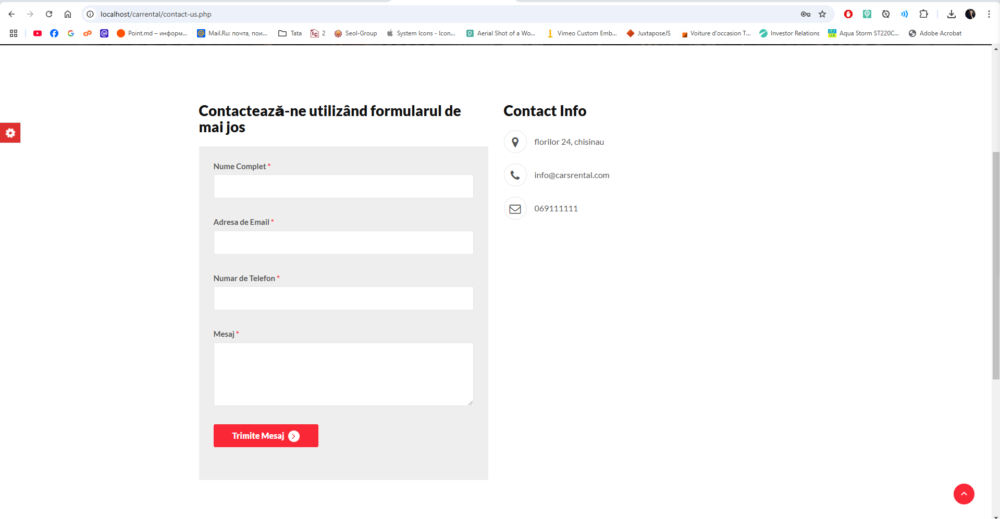 localhost/carrental/contact-us.php
Point.md – информ...
Mail.Ru: почта, пои...
Tata
2
Seol-Group
System Icons - Icon...
Aerial Shot of a Wo...
Vimeo Custom Emb...
JuxtaposeJS
Voiture d'occasion T...
Investor Relations
Aqua Storm ST220C...
Adobe Acrobat
Contactează-ne utilizând formularul de
mai jos
Nume Complet *
Adresa de Email *
Numar de Telefon *
Mesaj *
Trimite Mesaj
Contact Info
florilor 24, chisinau
info@carsrental.com
069111111